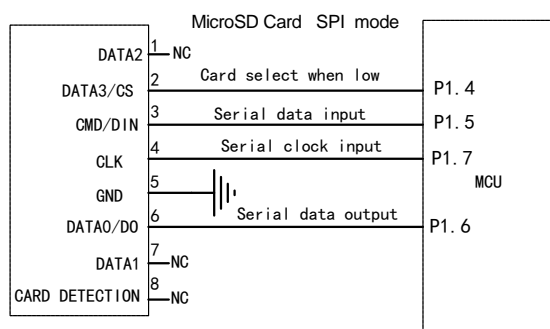 MicroSD Card SPI mode
DATA2 1 NC
DATA3/CS 2 Card select when low P1.4
CMD/DIN 3 Serial data input P1.5
CLK 4 Serial clock input P1.7
MCU
GND 5
DATA0/DO 6 Serial data output P1.6
DATA1 7 NC
CARD DETECTION 8 NC